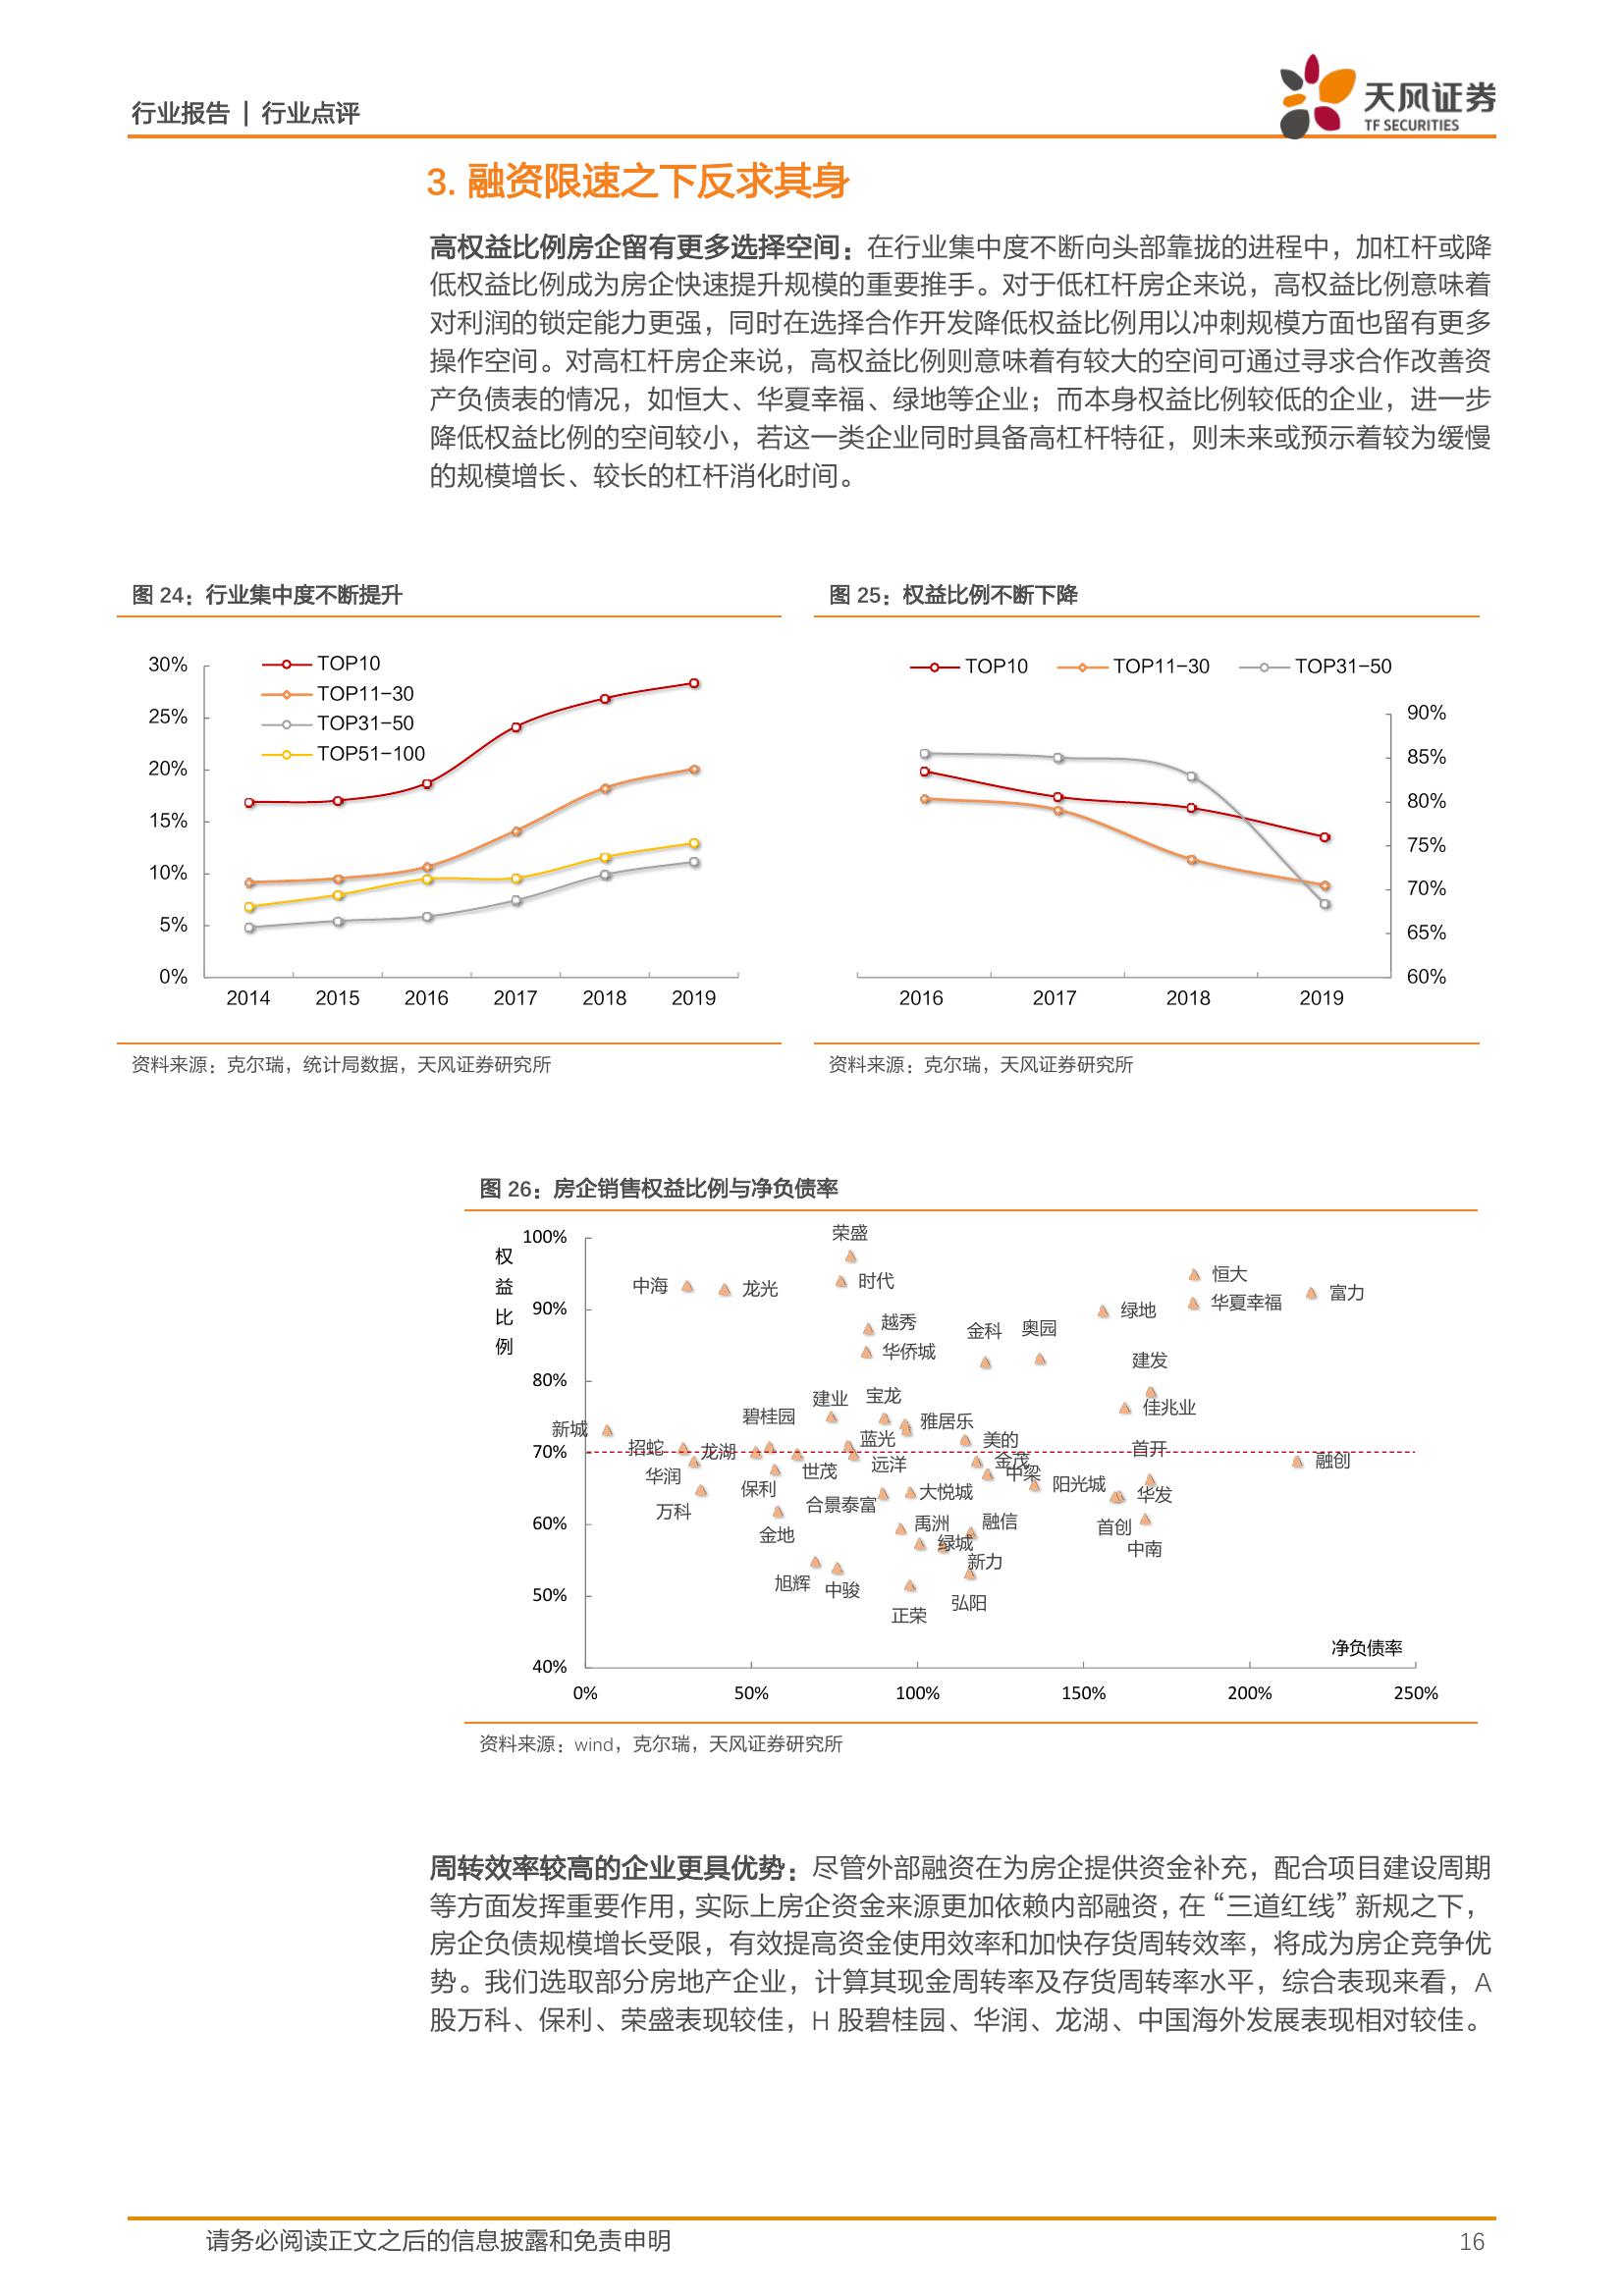 行业报告 | 行业点评
天风证券
TF SECURITIES
3. 融资限速之下反求其身
高权益比例房企留有更多选择空间：在行业集中度不断向头部靠拢的进程中，加杠杆或降
低权益比例成为房企快速提升规模的重要推手。对于低杠杆房企来说，高权益比例意味着
对利润的锁定能力更强，同时在选择合作开发降低权益比例用以冲刺规模方面也留有更多
操作空间。对高杠杆房企来说，高权益比例则意味着有较大的空间可通过寻求合作改善资
产负债表的情况，如恒大、华夏幸福、绿地等企业；而本身权益比例较低的企业，进一步
降低权益比例的空间较小，若这一类企业同时具备高杠杆特征，则未来或预示着较为缓慢
的规模增长、较长的杠杆消化时间。
图 24：行业集中度不断提升
TOP10
TOP11-30
TOP31-50
TOP51-100
30%
25%
20%
15%
10%
5%
0%
2014 2015 2016 2017 2018 2019
资料来源：克尔瑞，统计局数据，天风证券研究所
图 25：权益比例不断下降
TOP10 TOP11-30 TOP31-50
90%
85%
80%
75%
70%
65%
60%
2016 2017 2018 2019
资料来源：克尔瑞，天风证券研究所
图 26：房企销售权益比例与净负债率
权
益
比
例
100%
90%
80%
70%
60%
50%
40%
荣盛
中海
龙光
时代
恒大
富力
华夏幸福
绿地
越秀
金科
奥园
华侨城
建发
建业
宝龙
佳兆业
碧桂园
雅居乐
新城
蓝光
美的
招蛇
龙湖
首开
融创
金茂
远洋
世茂
中梁
华润
阳光城
保利
大悦城
华发
合景泰富
万科
禹洲
融信
首创
金地
绿城
中南
新力
旭辉
中骏
弘阳
正荣
净负债率
0% 50% 100% 150% 200% 250%
资料来源：wind，克尔瑞，天风证券研究所
周转效率较高的企业更具优势：尽管外部融资在为房企提供资金补充，配合项目建设周期
等方面发挥重要作用，实际上房企资金来源更加依赖内部融资，在“三道红线”新规之下，
房企负债规模增长受限，有效提高资金使用效率和加快存货周转效率，将成为房企竞争优
势。我们选取部分房地产企业，计算其现金周转率及存货周转率水平，综合表现来看，A
股万科、保利、荣盛表现较佳，H 股碧桂园、华润、龙湖、中国海外发展表现相对较佳。
请务必阅读正文之后的信息披露和免责申明
16